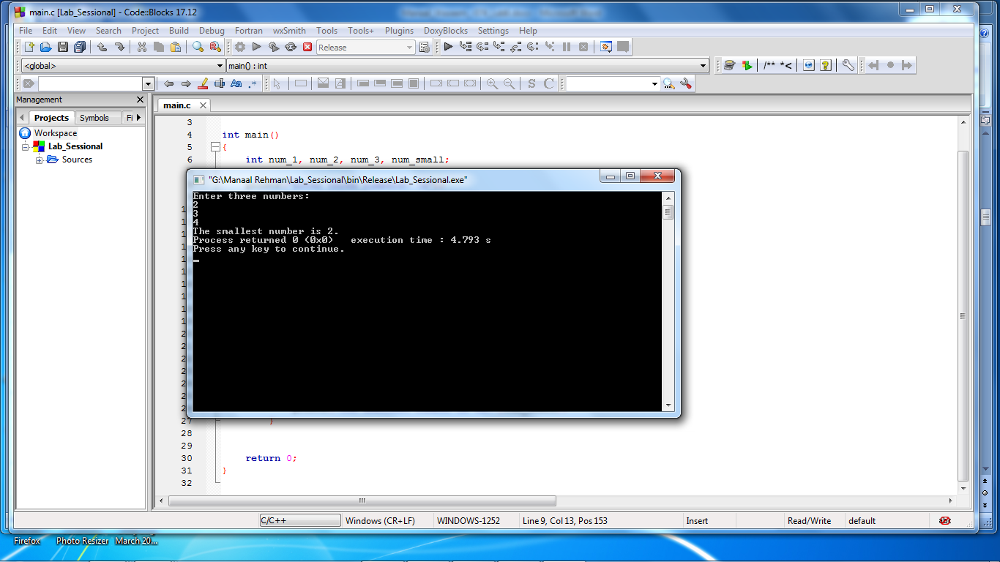 main.c [Lab_Sessional] - Code::Blocks 17.12
File Edit View Search Project Build Debug Fortran wxSmith Tools Tools+ Plugins DoxyBlocks Settings Help
Release
<global> main() : int
/** *<
Aa .*
S C
Management
main.c
Projects Symbols Fi
Workspace
Lab_Sessional
Sources
3
4 int main()
5 {
6 int num_1, num_2, num_3, num_small;
"G:\Manaal Rehman\Lab_Sessional\bin\Release\Lab_Sessional.exe"
Enter three numbers:
2
3
4
The smallest number is 2.
Process returned 0 (0x0) execution time : 4.793 s
Press any key to continue.
27 }
28
29
30 return 0;
31 }
32
C/C++ Windows (CR+LF) WINDOWS-1252 Line 9, Col 13, Pos 153 Insert Read/Write default abc
Firefox Photo Resizer March 20...